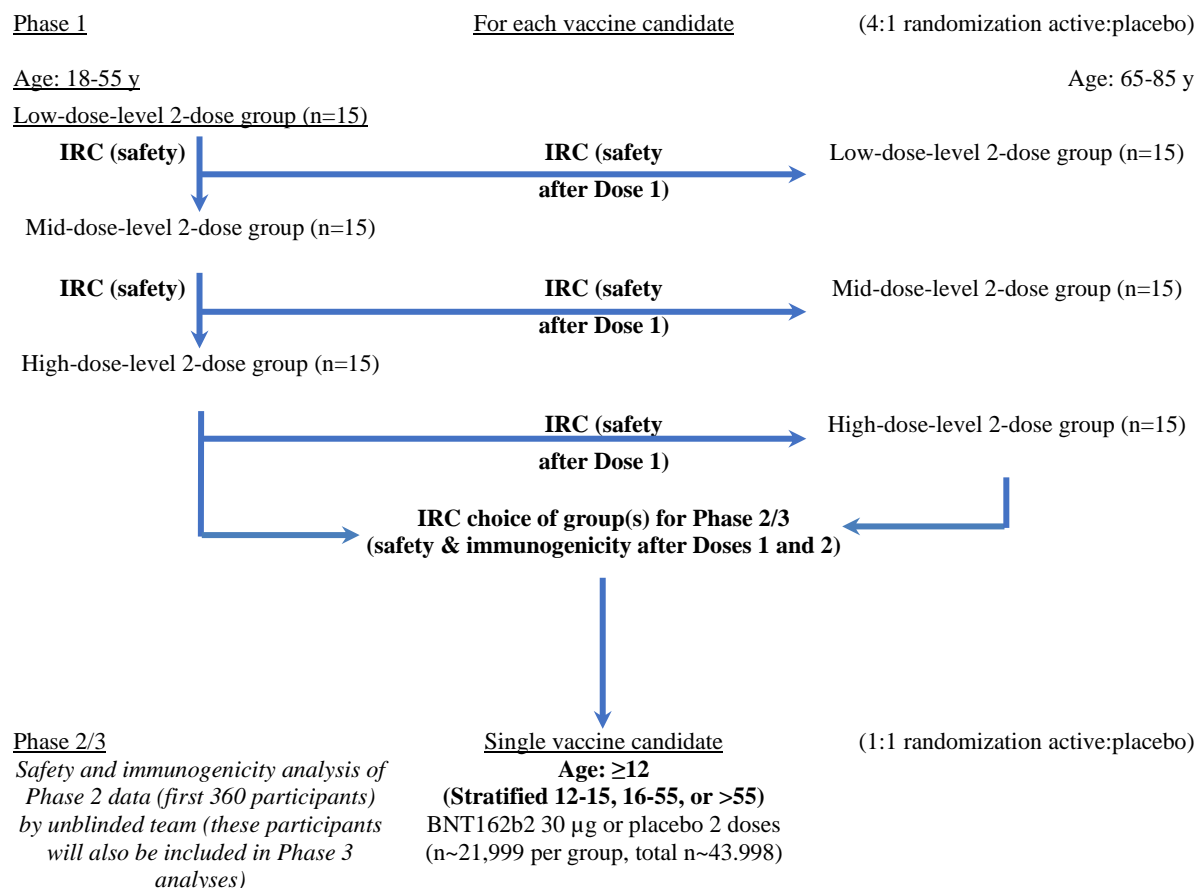 Phase 1 For each vaccine candidate (4:1 randomization active:placebo)
Age: 18-55 y Age: 65-85 y
Low-dose-level 2-dose group (n=15)
IRC (safety) IRC (safety Low-dose-level 2-dose group (n=15)
after Dose 1)
Mid-dose-level 2-dose group (n=15)
IRC (safety) IRC (safety Mid-dose-level 2-dose group (n=15)
after Dose 1)
High-dose-level 2-dose group (n=15)
IRC (safety High-dose-level 2-dose group (n=15)
after Dose 1)
IRC choice of group(s) for Phase 2/3
(safety & immunogenicity after Doses 1 and 2)
Phase 2/3 Single vaccine candidate (1:1 randomization active:placebo)
Safety and immunogenicity analysis of Age: ≥12
Phase 2 data (first 360 participants) (Stratified 12-15, 16-55, or >55)
by unblinded team (these participants BNT162b2 30 µg or placebo 2 doses
will also be included in Phase 3 (n~21,999 per group, total n~43.998)
analyses)